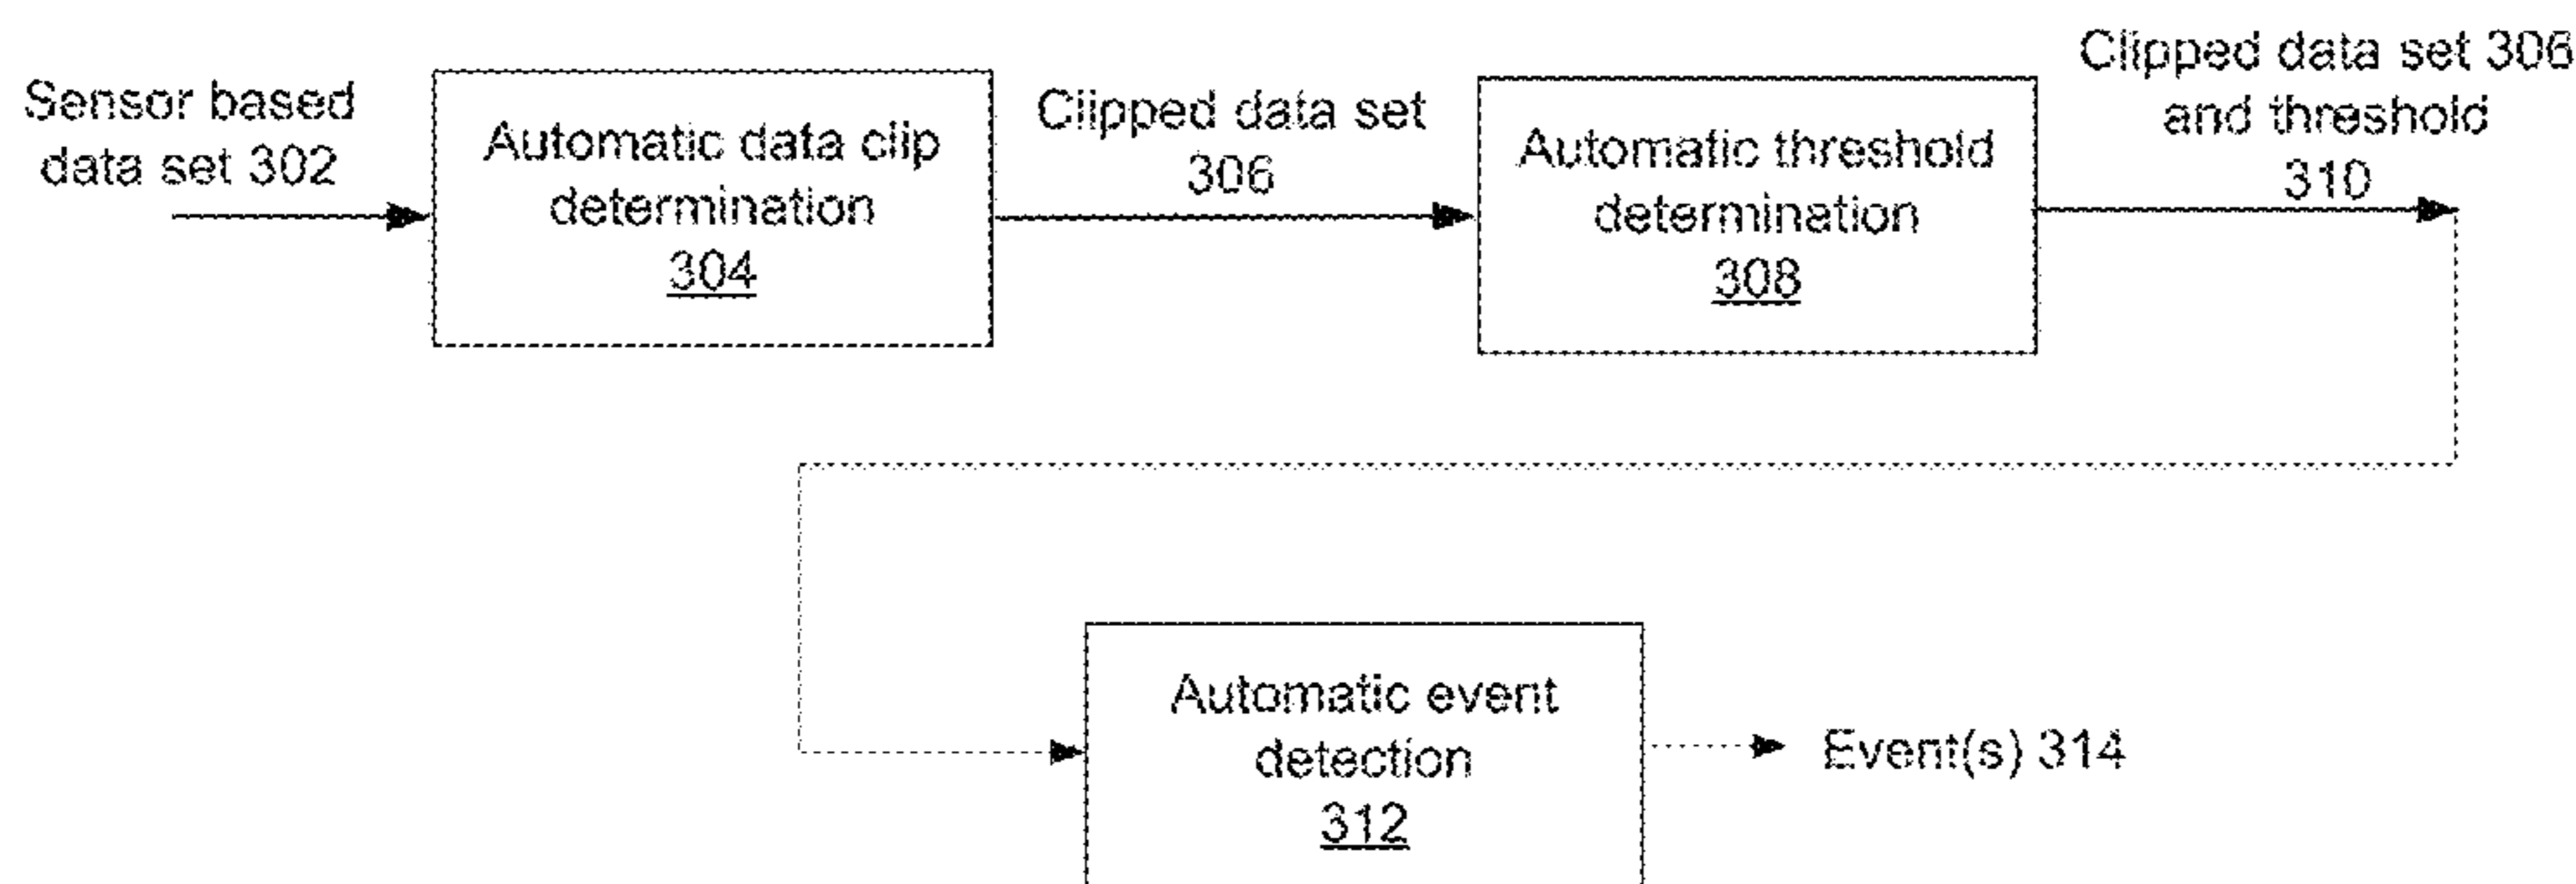 Sensor based
data set 302
Automatic data clip
determination
304
Clipped data set
306
Automatic threshold
determination
308
Clipped data set 306
and threshold
310
Automatic event
detection
312
Event(s) 314